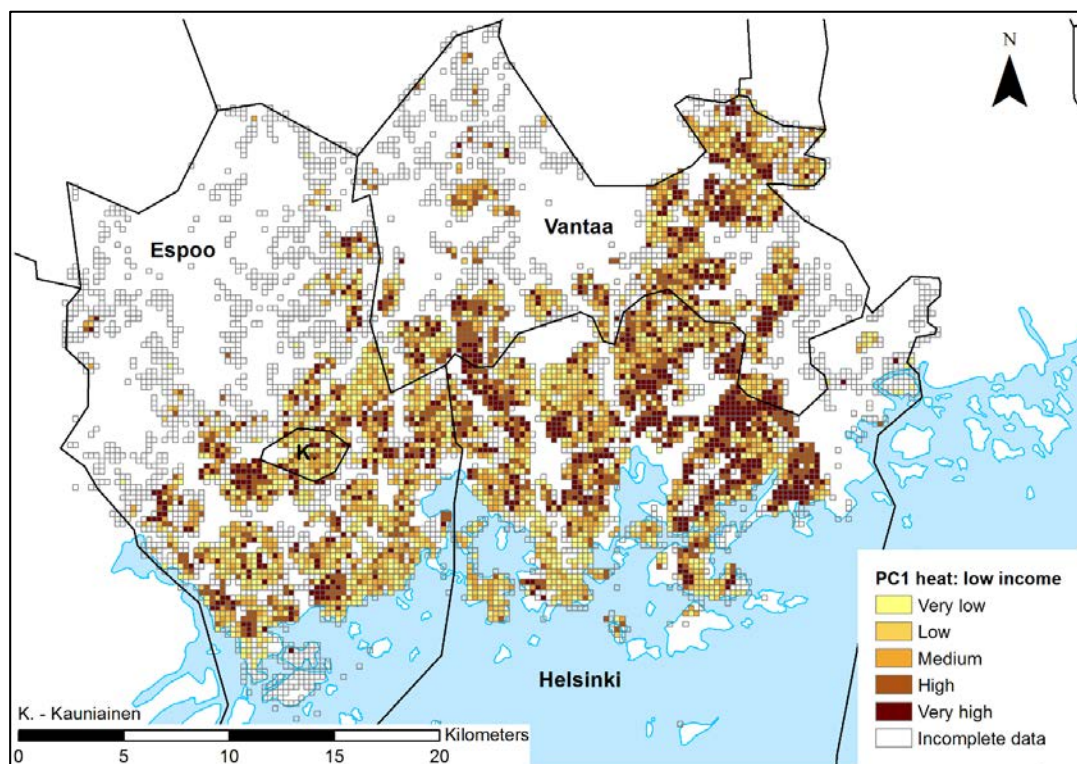 N
Espoo
Vantaa
K.
Helsinki
PC1 heat: low income
Very low
Low
Medium
High
Very high
Incomplete data
K. - Kauniainen
Kilometers
0 5 10 15 20